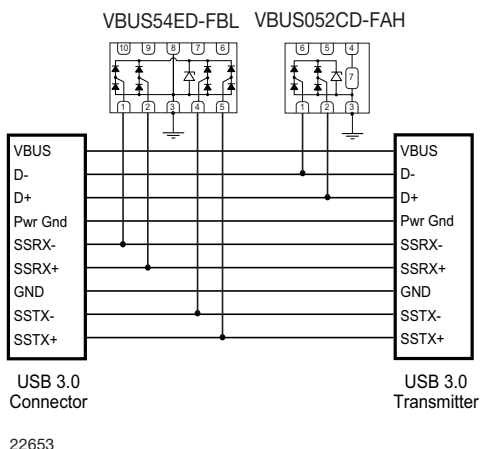 VBUS54ED-FBL VBUS052CD-FAH
10 9 8 7 6
6 5 4
7
1 2 3 4 5
1 2 3
VBUS VBUS
D- D-
D+ D+
Pwr Gnd Pwr Gnd
SSRX- SSRX-
SSRX+ SSRX+
GND GND
SSTX- SSTX-
SSTX+ SSTX+
USB 3.0
Connector
USB 3.0
Transmitter
22653